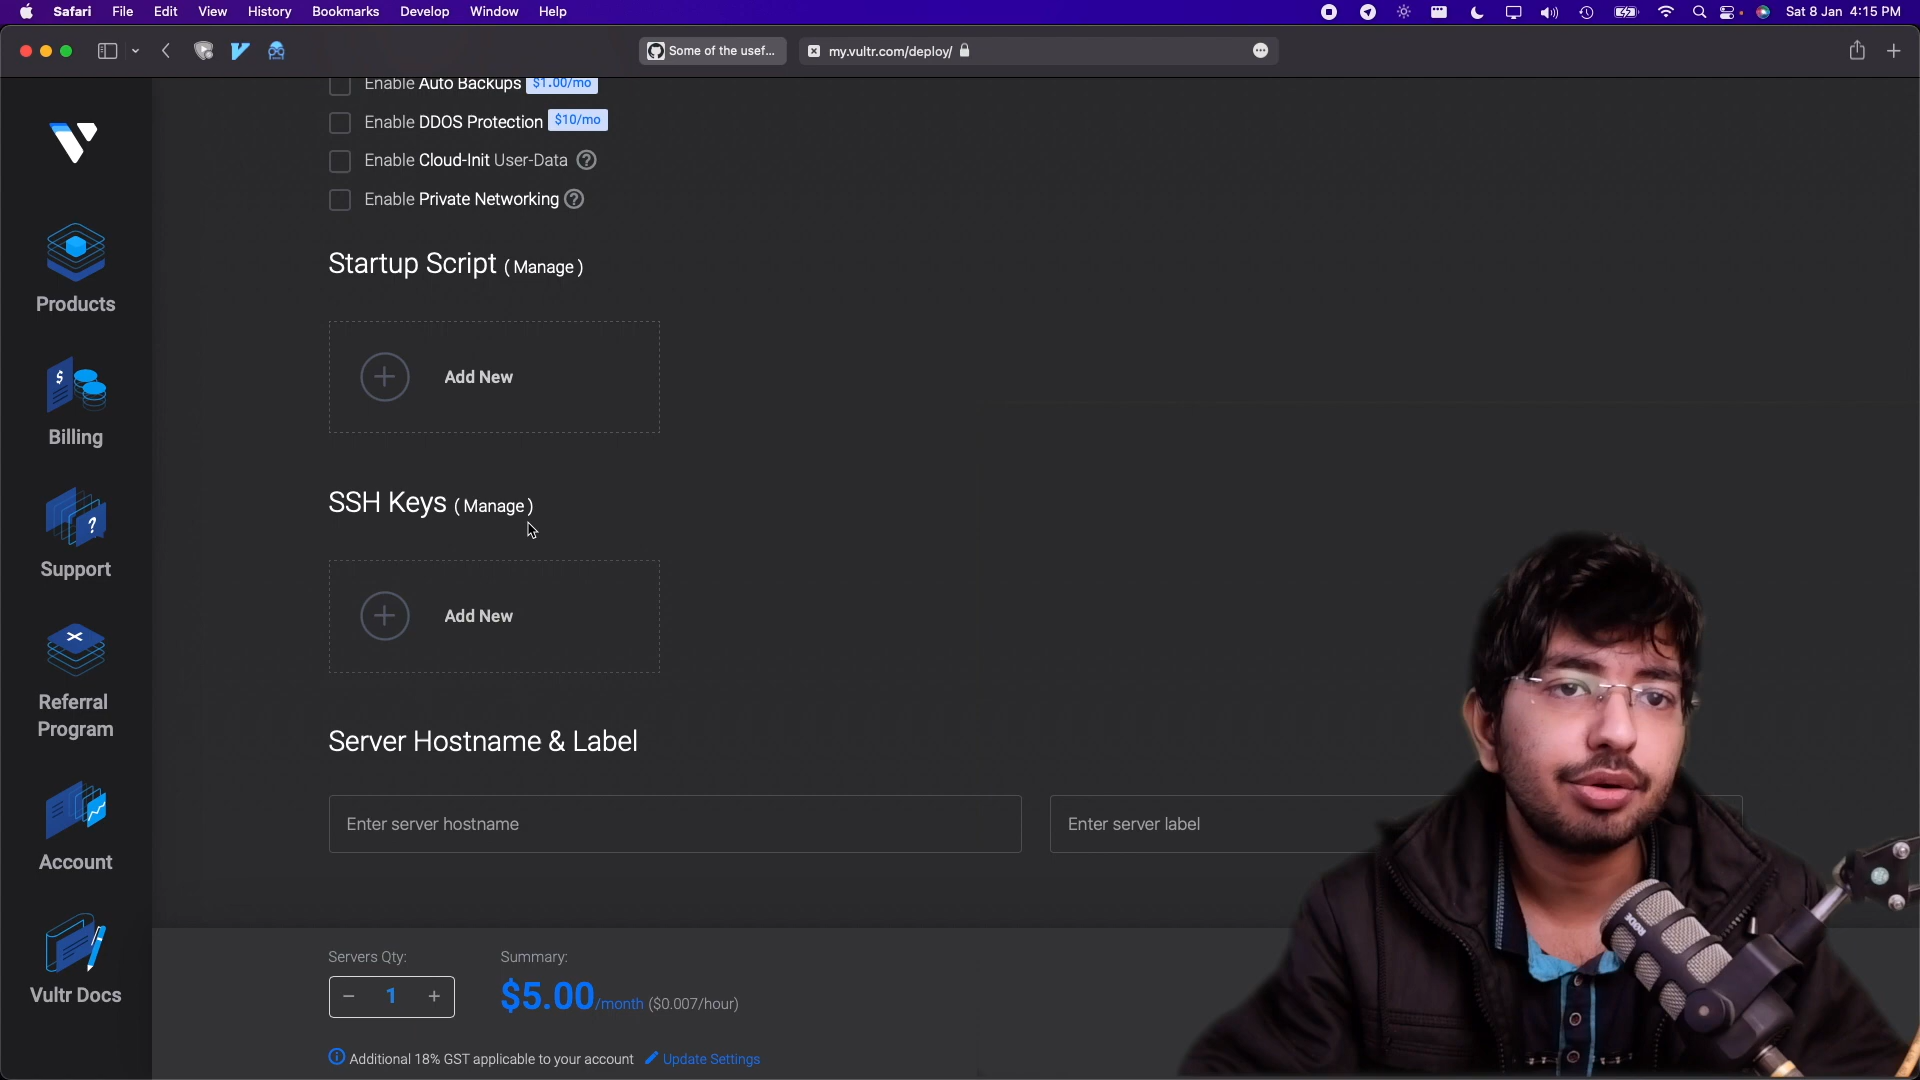 Safari File Edit View History Bookmarks Develop Window Help Sat 8 Jan 4:15 PM
Some of the usef... my.vultr.com/deploy/
Enable Auto Backups $1.00/mo
Enable DDOS Protection $10/mo
Enable Cloud-Init User-Data ?
Enable Private Networking ?
Startup Script ( Manage )
Products
Add New
$
Billing
SSH Keys ( Manage )
?
Support
Add New
Referral
Program
Server Hostname & Label
Enter server hostname Enter server label
Account
RODE
Vultr Docs
Servers Qty: Summary:
− 1 + $5.00/month ($0.007/hour)
Additional 18% GST applicable to your account Update Settings